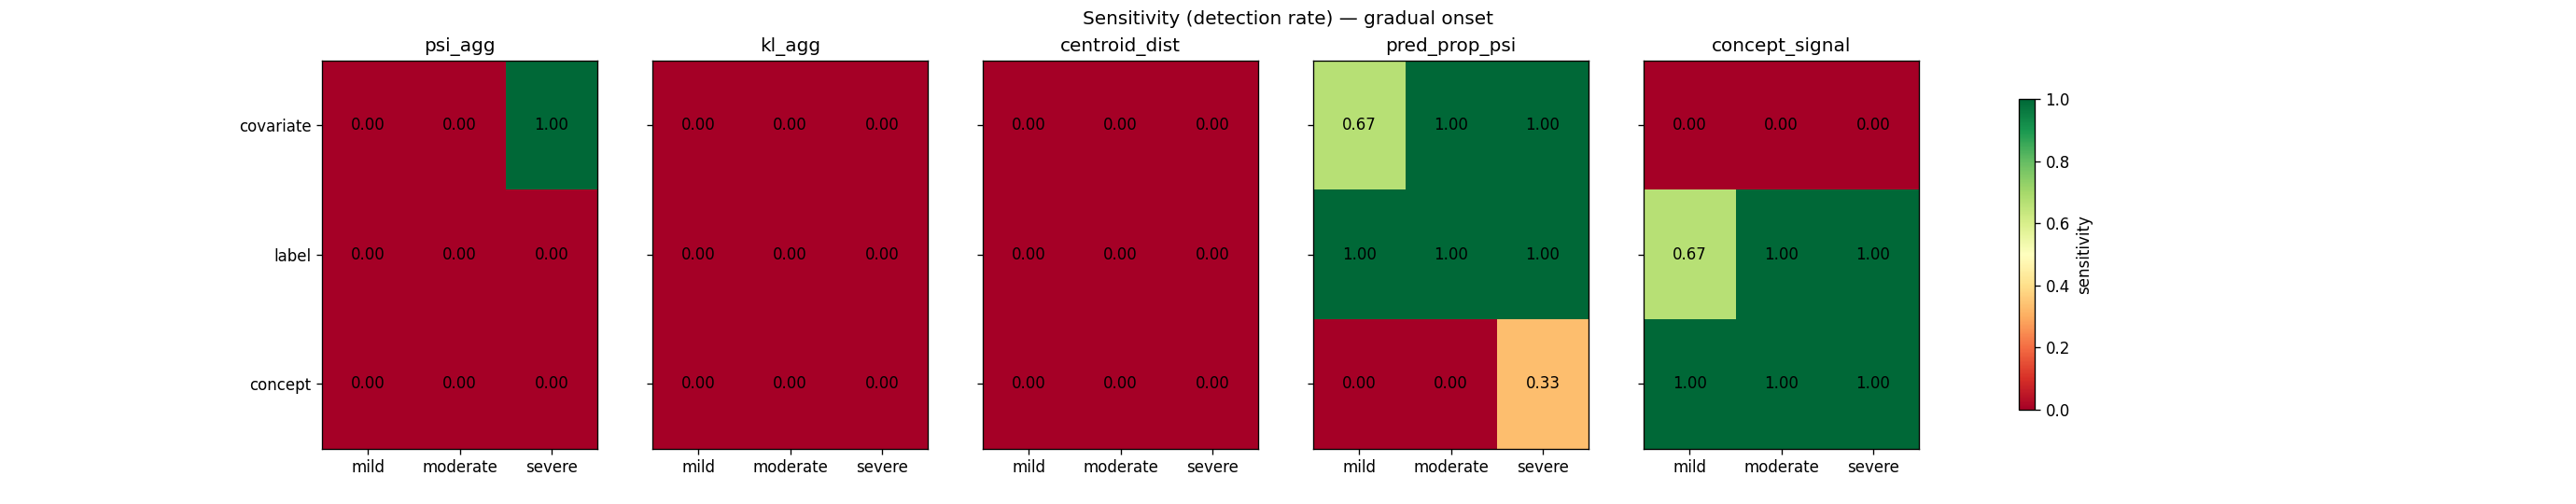 Sensitivity (detection rate) — gradual onset
psi_agg kl_agg centroid_dist pred_prop_psi concept_signal
covariate 0.00 0.00 1.00 0.00 0.00 0.00 0.00 0.00 0.00 0.67 1.00 1.00 0.00 0.00 0.00
label 0.00 0.00 0.00 0.00 0.00 0.00 0.00 0.00 0.00 1.00 1.00 1.00 0.67 1.00 1.00
concept 0.00 0.00 0.00 0.00 0.00 0.00 0.00 0.00 0.00 0.00 0.00 0.33 1.00 1.00 1.00
mild moderate severe mild moderate severe mild moderate severe mild moderate severe mild moderate severe
1.0
0.8
0.6
0.4
0.2
0.0
sensitivity